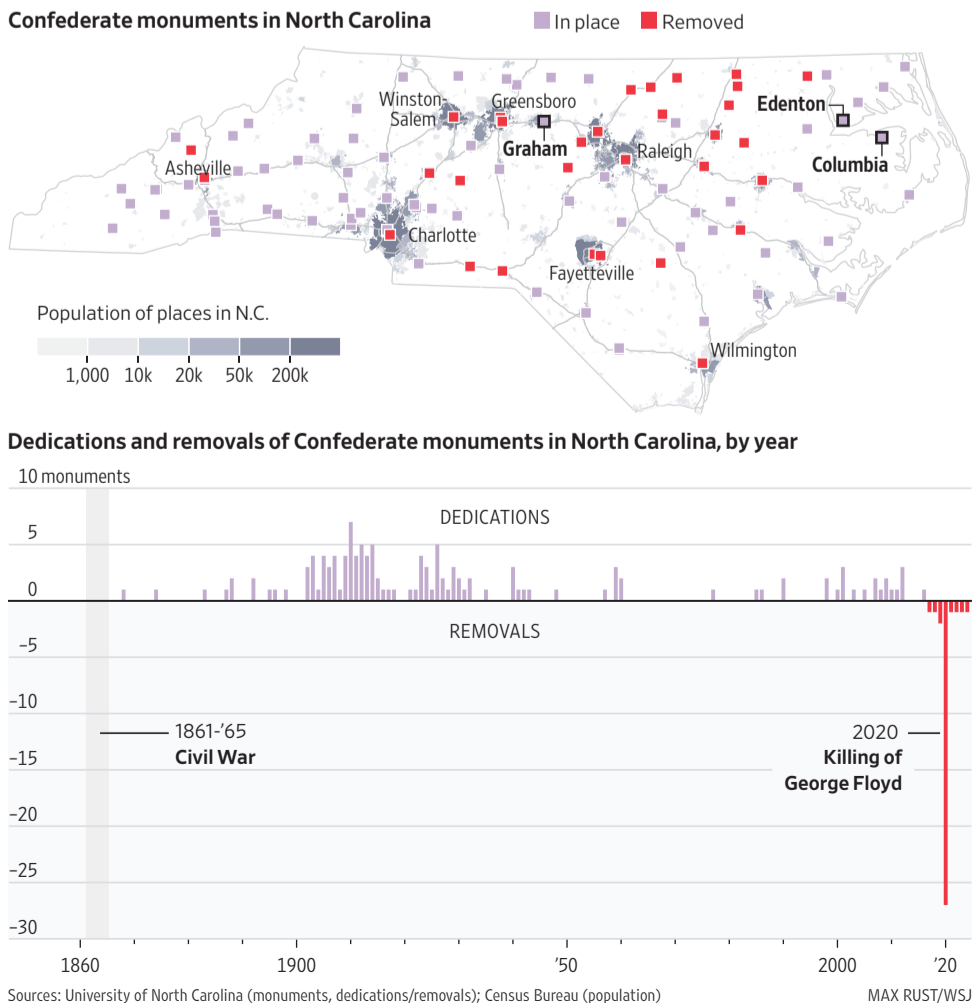 Confederate monuments in North Carolina
In place
Removed
Winston-
Salem
Greensboro
Graham
Edenton
Columbia
Raleigh
Asheville
Charlotte
Fayetteville
Wilmington
Population of places in N.C.
1,000 10k 20k 50k 200k
Dedications and removals of Confederate monuments in North Carolina, by year
10 monuments
DEDICATIONS
5
0
REMOVALS
–5
–10
1861-’65
Civil War
2020
Killing of
George Floyd
–15
–20
–25
–30
1860 1900 ’50 2000 ’20
Sources: University of North Carolina (monuments, dedications/removals); Census Bureau (population)
MAX RUST/WSJ